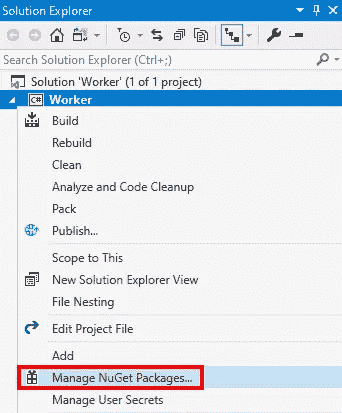 Solution Explorer
Search Solution Explorer (Ctrl+;)
Solution 'Worker' (1 of 1 project)
C# Worker
Build
Rebuild
Clean
Analyze and Code Cleanup
Pack
Publish...
Scope to This
New Solution Explorer View
File Nesting
Edit Project File
Add
Manage NuGet Packages...
Manage User Secrets